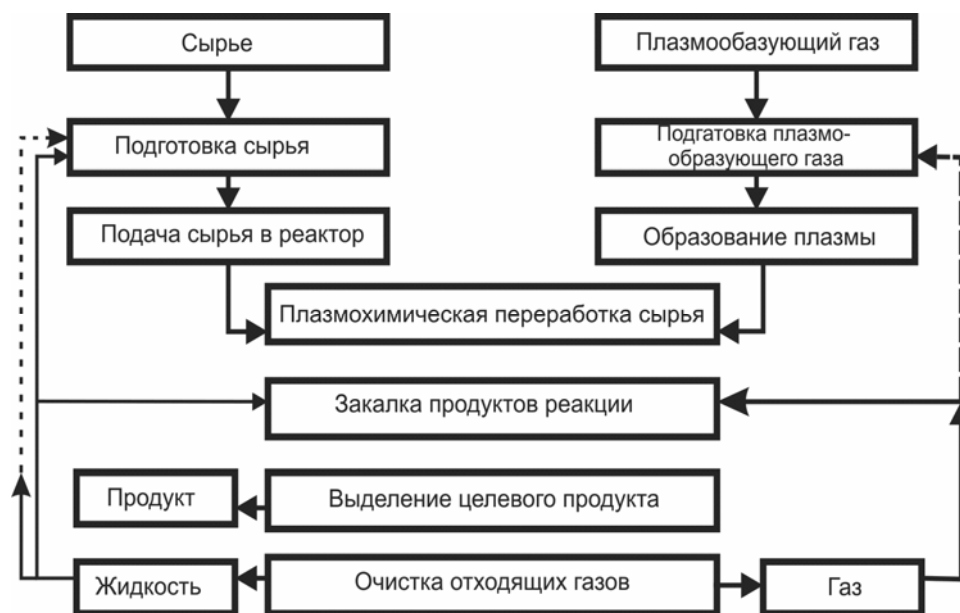 Сырье
Плазмообазующий газ
Подготовка сырья
Подгатовка плазмо-
образующего газа
Подача сырья в реактор
Образование плазмы
Плазмохимическая переработка сырья
Закалка продуктов реакции
Продукт
Выделение целевого продукта
Жидкость
Очистка отходящих газов
Газ